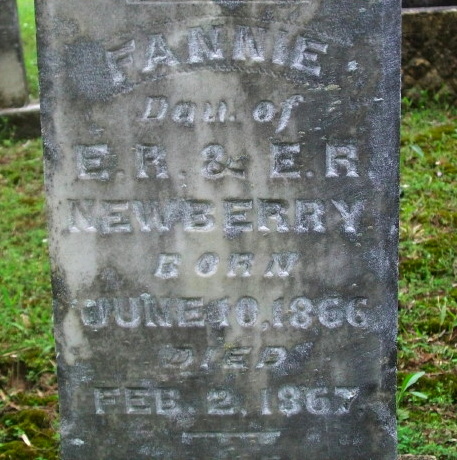 FANNIE
Dau. of
E. R. & E. R.
NEWBERRY
BORN
JUNE 10, 1866
DIED
FEB. 2, 1867